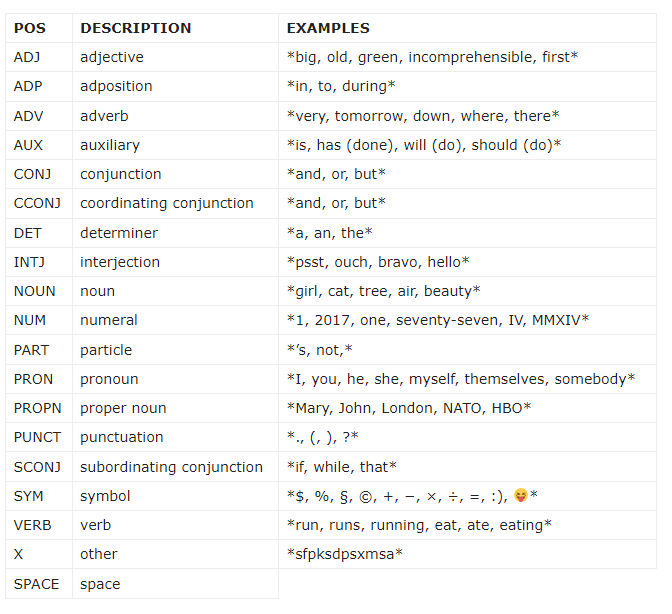 POS DESCRIPTION EXAMPLES
ADJ adjective *big, old, green, incomprehensible, first*
ADP adposition *in, to, during*
ADV adverb *very, tomorrow, down, where, there*
AUX auxiliary *is, has (done), will (do), should (do)*
CONJ conjunction *and, or, but*
CCONJ coordinating conjunction *and, or, but*
DET determiner *a, an, the*
INTJ interjection *psst, ouch, bravo, hello*
NOUN noun *girl, cat, tree, air, beauty*
NUM numeral *1, 2017, one, seventy-seven, IV, MMXIV*
PART particle *’s, not,*
PRON pronoun *I, you, he, she, myself, themselves, somebody*
PROPN proper noun *Mary, John, London, NATO, HBO*
PUNCT punctuation *., (, ), ?*
SCONJ subordinating conjunction *if, while, that*
SYM symbol *$, %, §, ©, +, −, ×, ÷, =, :), 😝*
VERB verb *run, runs, running, eat, ate, eating*
X other *sfpksdpsxmsa*
SPACE space